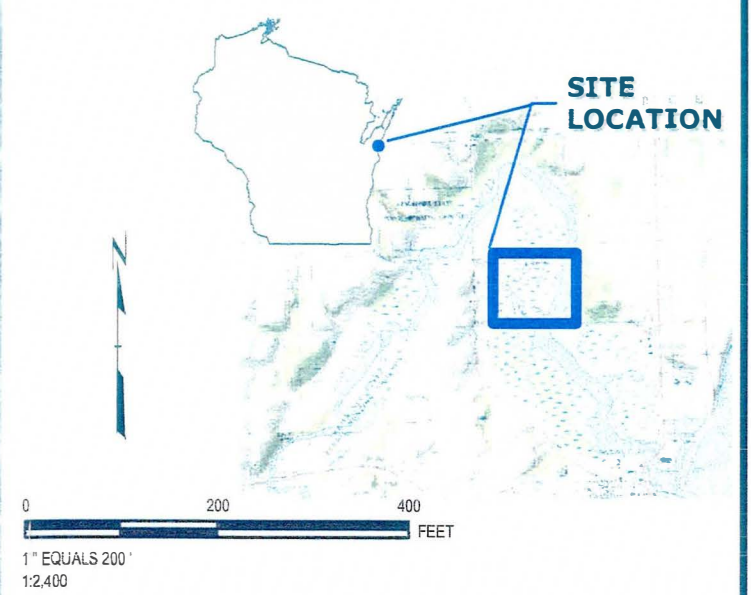 SITE
LOCATION
N
0 200 400
FEET
1 " EQUALS 200 '
1:2,400